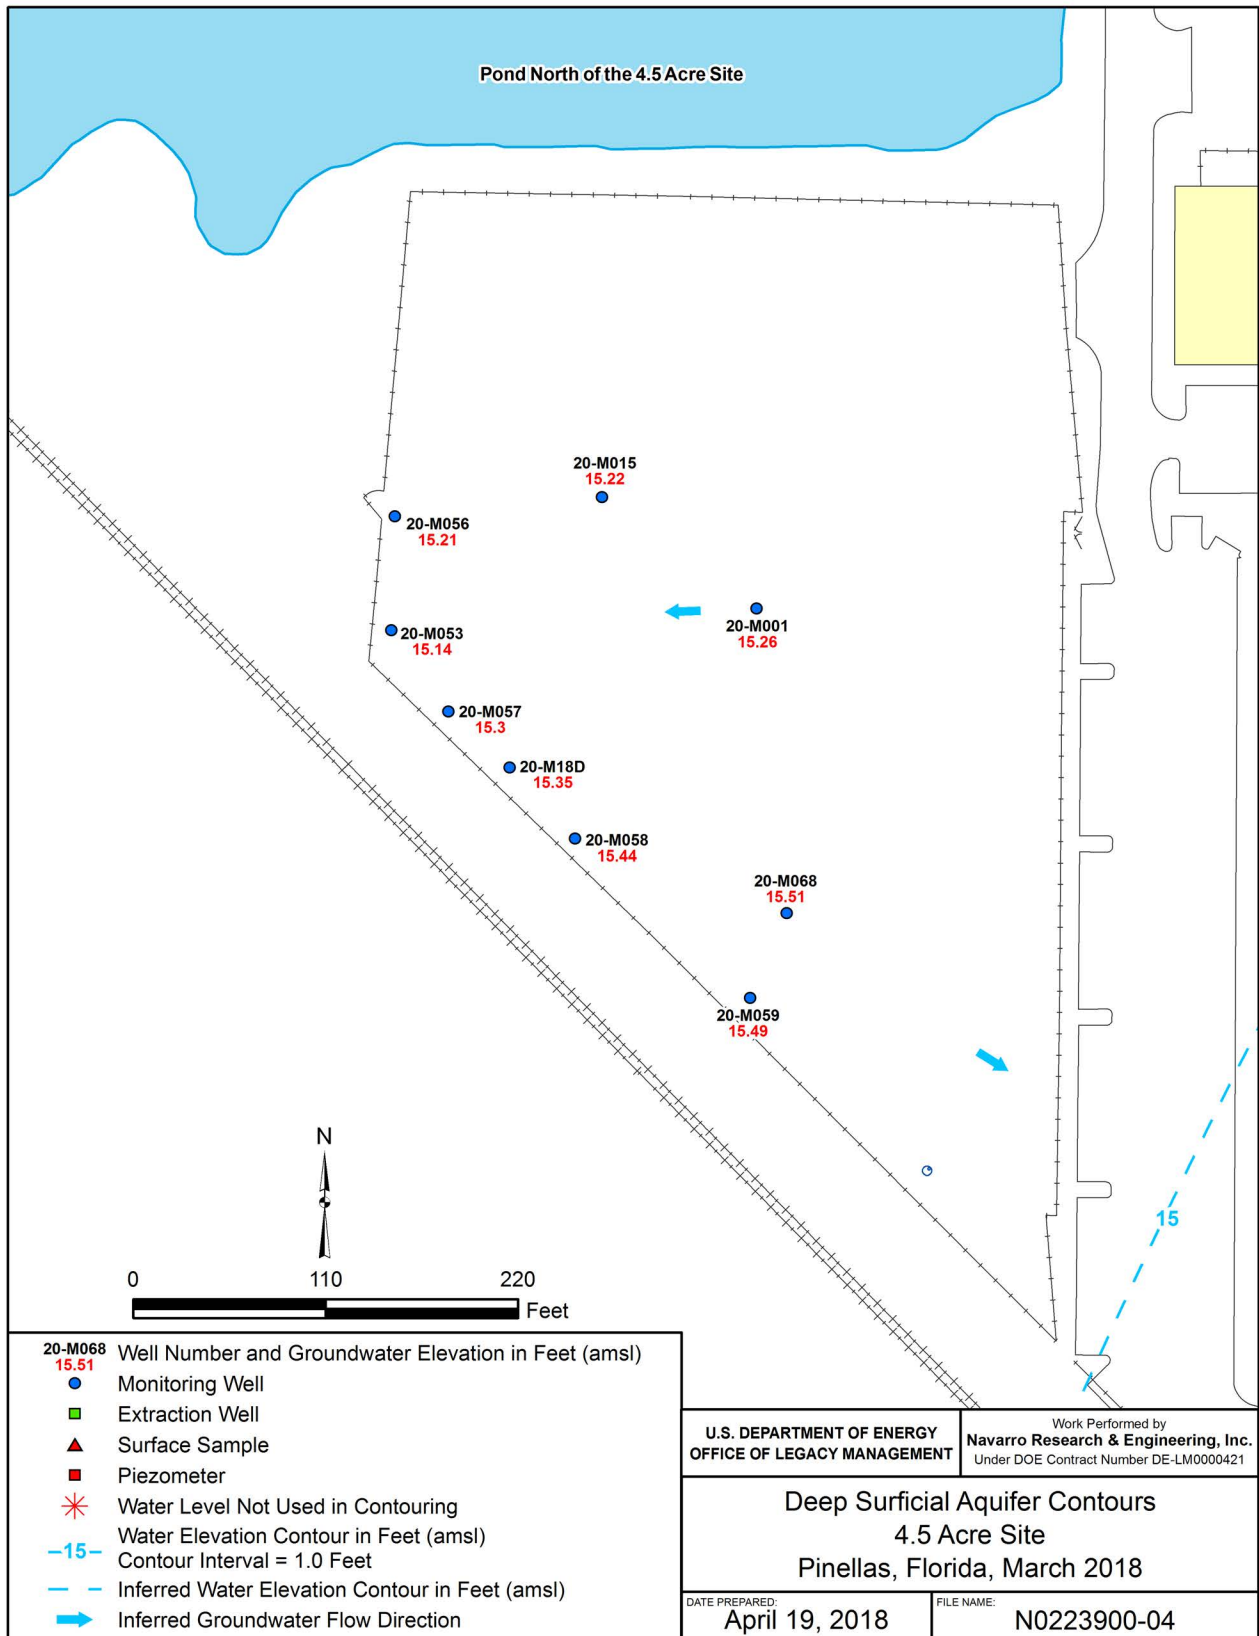 Pond North of the 4.5 Acre Site
20-M015
15.22
20-M056
15.21
20-M001
15.26
20-M053
15.14
20-M057
15.3
20-M18D
15.35
20-M058
15.44
20-M068
15.51
20-M059
15.49
15
N
0 110 220
Feet
20-M068
15.51
Well Number and Groundwater Elevation in Feet (amsl)
Monitoring Well
Extraction Well
Surface Sample
Piezometer
Water Level Not Used in Contouring
15
Water Elevation Contour in Feet (amsl)
Contour Interval = 1.0 Feet
Inferred Water Elevation Contour in Feet (amsl)
Inferred Groundwater Flow Direction
U.S. DEPARTMENT OF ENERGY
OFFICE OF LEGACY MANAGEMENT
Work Performed by
Navarro Research & Engineering, Inc.
Under DOE Contract Number DE-LM0000421
Deep Surficial Aquifer Contours
4.5 Acre Site
Pinellas, Florida, March 2018
DATE PREPARED:
April 19, 2018
FILE NAME:
N0223900-04